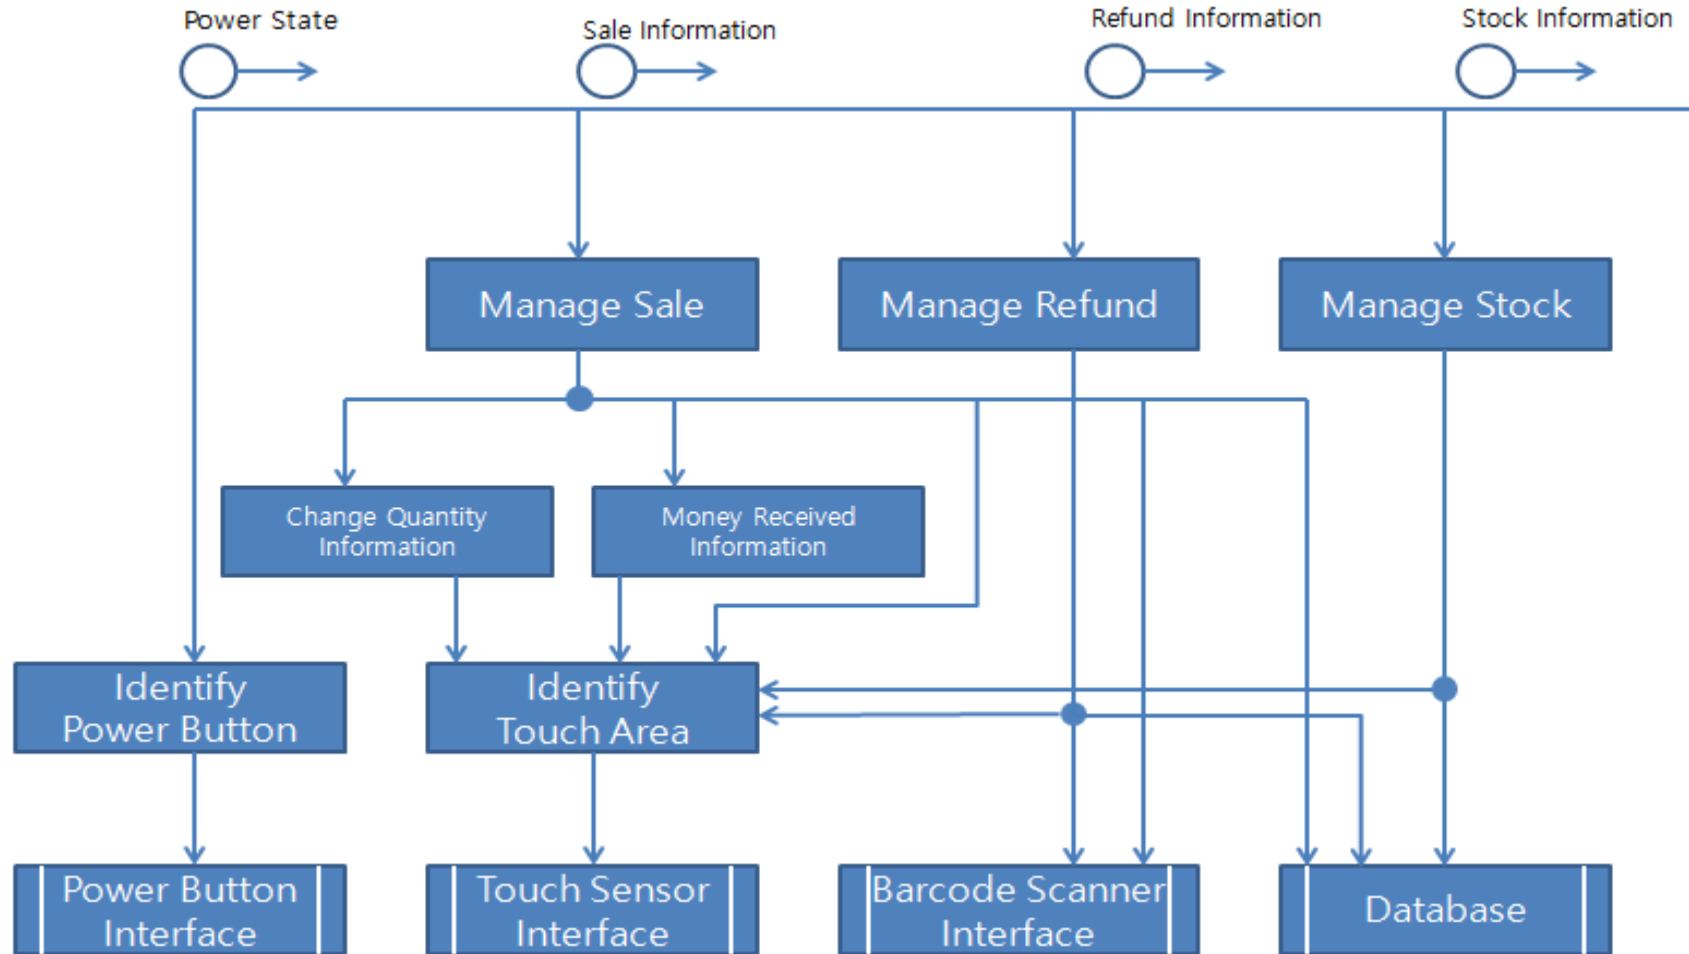 Power State
Sale Information
Refund Information
Stock Information
Manage Sale
Manage Refund
Manage Stock
Change Quantity
Information
Money Received
Information
Identify
Power Button
Identify
Touch Area
Power Button
Interface
Touch Sensor
Interface
Barcode Scanner
Interface
Database